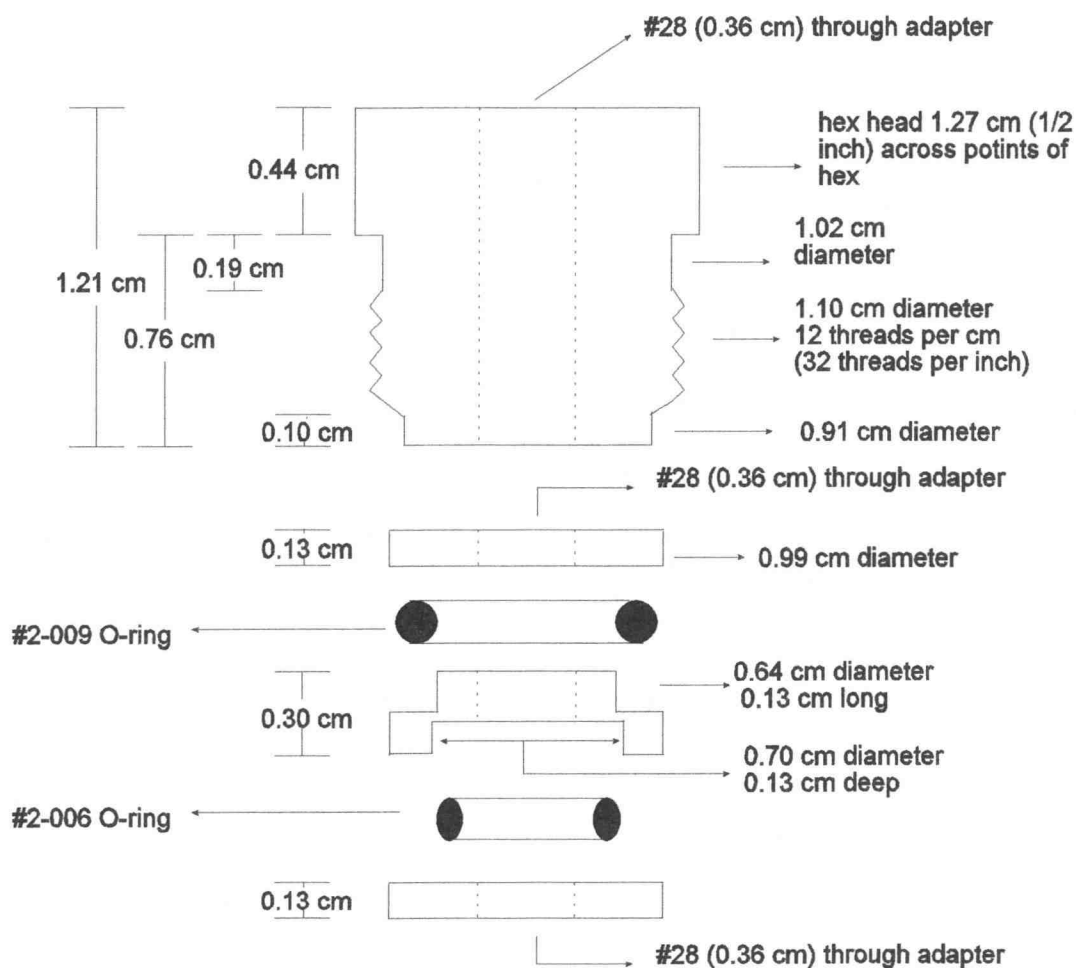 #28 (0.36 cm) through adapter
hex head 1.27 cm (1/2
inch) across potints of
hex
0.44 cm
1.02 cm
diameter
0.19 cm
1.21 cm
1.10 cm diameter
12 threads per cm
(32 threads per inch)
0.76 cm
0.10 cm
0.91 cm diameter
#28 (0.36 cm) through adapter
0.13 cm
0.99 cm diameter
#2-009 O-ring
0.64 cm diameter
0.13 cm long
0.30 cm
0.70 cm diameter
0.13 cm deep
#2-006 O-ring
0.13 cm
#28 (0.36 cm) through adapter